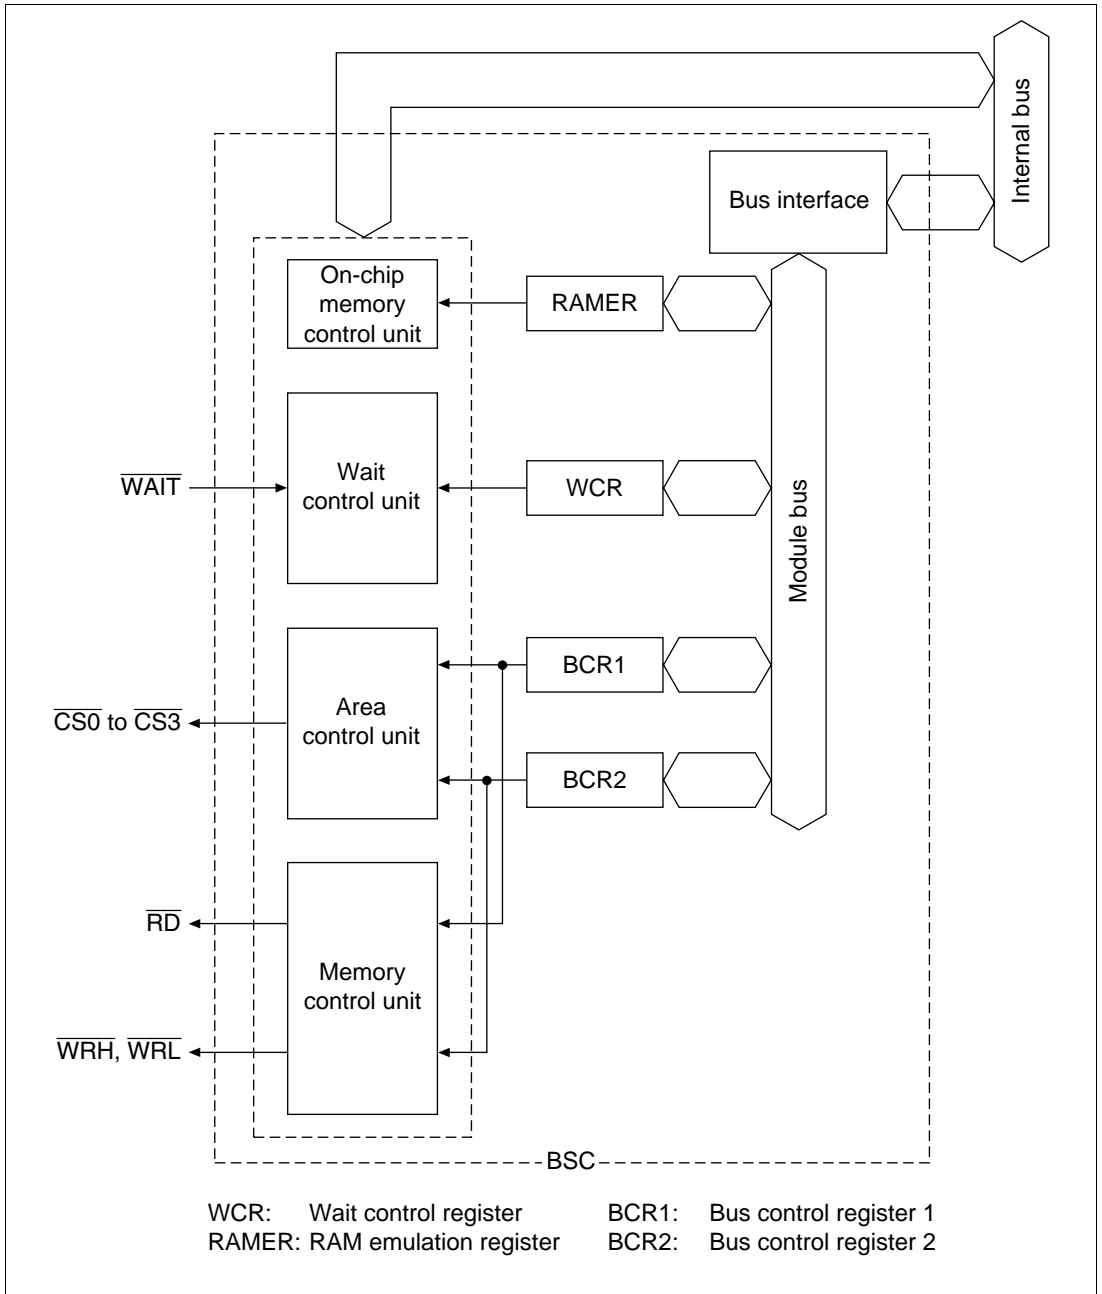 Internal bus
Bus interface
On-chip
memory
control unit
RAMER
WAIT
Wait
control unit
WCR
Module bus
BCR1
CS0 to CS3
Area
control unit
BCR2
RD
Memory
control unit
WRH, WRL
BSC
WCR: Wait control register BCR1: Bus control register 1
RAMER: RAM emulation register BCR2: Bus control register 2